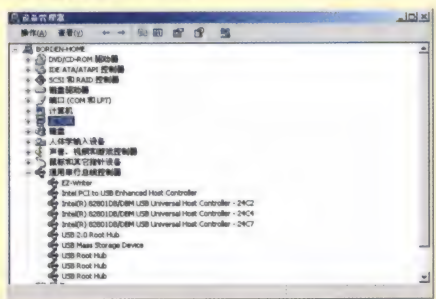 设备管理器
操作(A) 查看(V)
BORDEN-HOME
DVD/CD-ROM 驱动器
IDE ATA/ATAPI 控制器
SCSI 和 RAID 控制器
磁盘驱动器
端口 (COM 和 LPT)
计算机
键盘
人体学输入设备
声音、视频和游戏控制器
鼠标和其它指针设备
通用串行总线控制器
EZ-Writer
Intel PCI to USB Enhanced Host Controller
Intel(R) 82801DB/DBM USB Universal Host Controller - 24C2
Intel(R) 82801DB/DBM USB Universal Host Controller - 24C4
Intel(R) 82801DB/DBM USB Universal Host Controller - 24C7
USB 2.0 Root Hub
USB Mass Storage Device
USB Root Hub
USB Root Hub
USB Root Hub